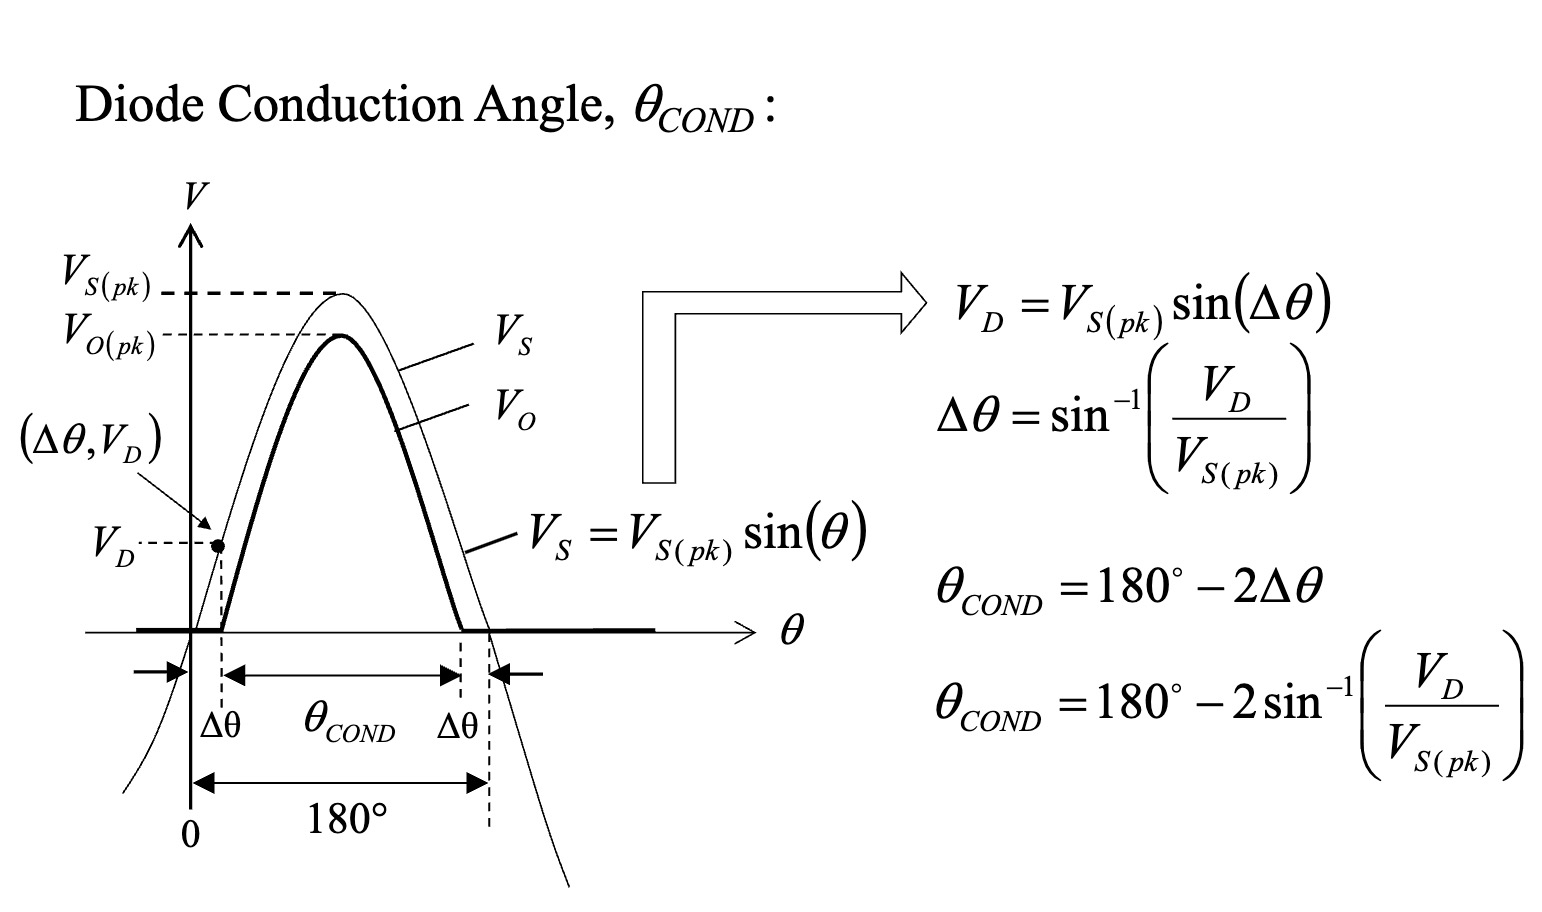 Diode Conduction Angle, θ_COND :
V
V_S(pk)
V_O(pk)
V_S
V_O
(Δθ,V_D)
V_D
V_S = V_S(pk) sin(θ)
θ
Δθ
θ_COND
Δθ
180°
0
V_D = V_S(pk) sin(Δθ)
Δθ = sin⁻¹(V_D / V_S(pk))
θ_COND = 180° − 2Δθ
θ_COND = 180° − 2 sin⁻¹(V_D / V_S(pk))